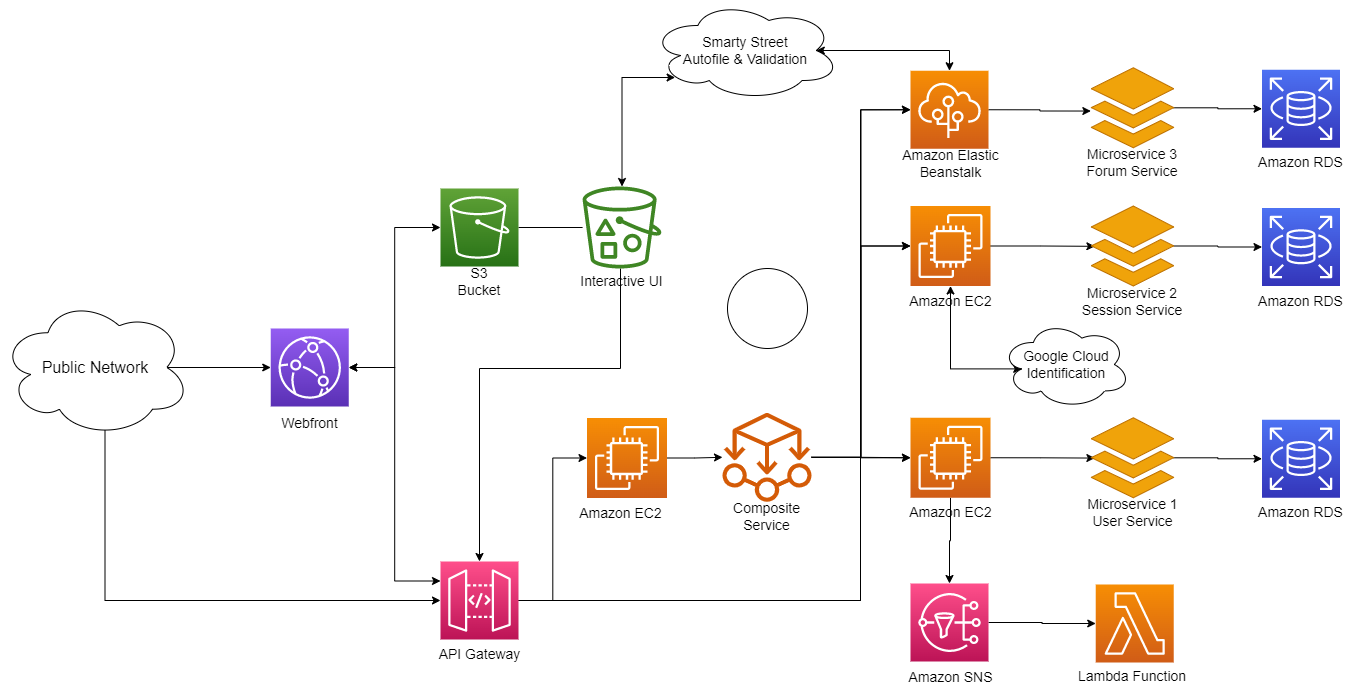 Smarty Street
Autofile & Validation
Amazon Elastic
Beanstalk
Microservice 3
Forum Service
Amazon RDS
S3
Bucket
Interactive UI
Amazon EC2
Microservice 2
Session Service
Amazon RDS
Public Network
Webfront
Google Cloud
Identification
Amazon EC2
Composite
Service
Amazon EC2
Microservice 1
User Service
Amazon RDS
</>
API Gateway
Amazon SNS
Lambda Function